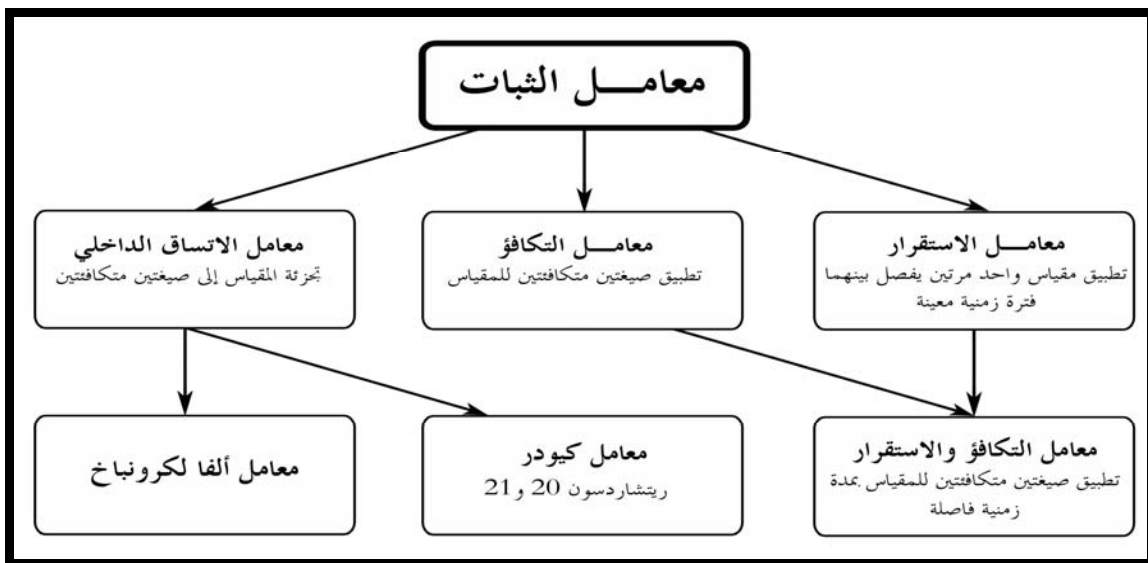 معامـــل الثبات
معامـــل الاستقرار
تطبيق مقياس واحد مرتين يفصل بينهما
فترة زمنية معينة
معامـــل التكافؤ
تطبيق صيغتين متكافئتين للمقياس
معامل الاتساق الداخلي
تجزئة المقياس إلى صيغتين متكافئتين
معامل التكافؤ والاستقرار
تطبيق صيغتين متكافئتين للمقياس بمدة
زمنية فاصلة
معامل كيودر
ريتشاردسون 20 و 21
معامل ألفا لكرونباخ